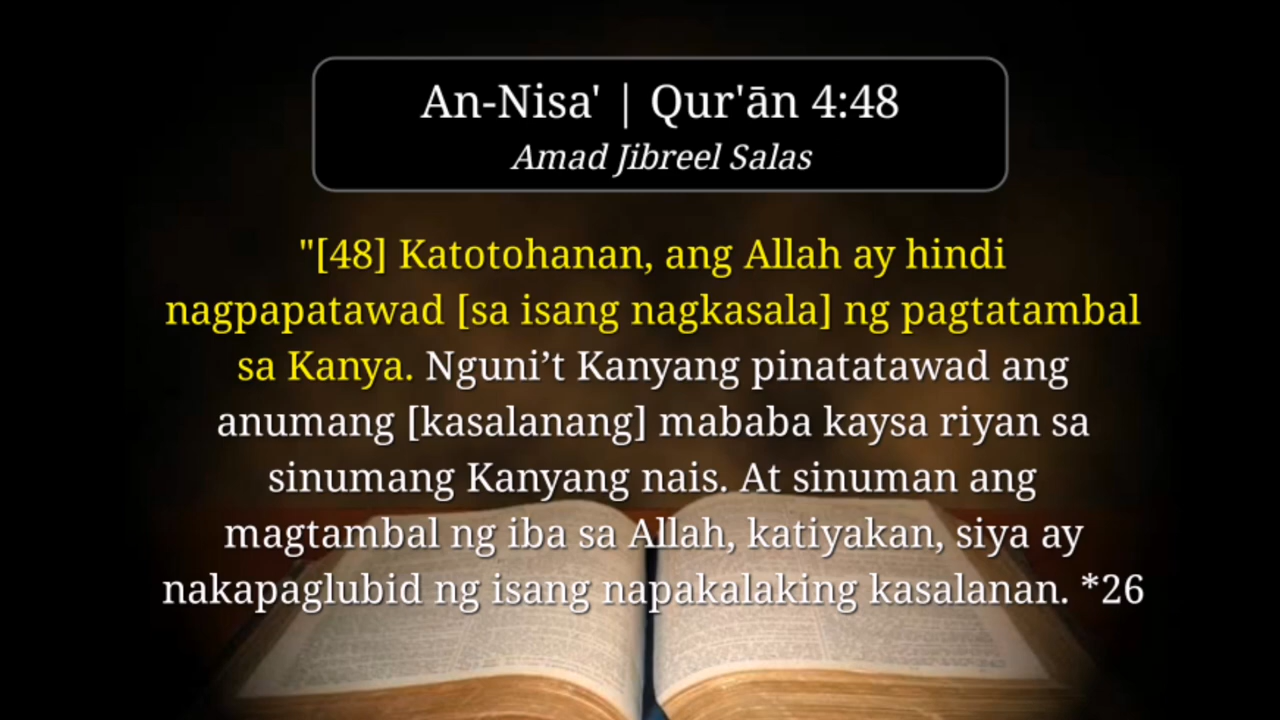 An-Nisa' | Qur'ān 4:48
Amad Jibreel Salas
"[48] Katotohanan, ang Allah ay hindi
nagpapatawad [sa isang nagkasala] ng pagtatambal
sa Kanya. Nguni’t Kanyang pinatatawad ang
anumang [kasalanang] mababa kaysa riyan sa
sinumang Kanyang nais. At sinuman ang
magtambal ng iba sa Allah, katiyakan, siya ay
nakapaglubid ng isang napakalaking kasalanan. *26